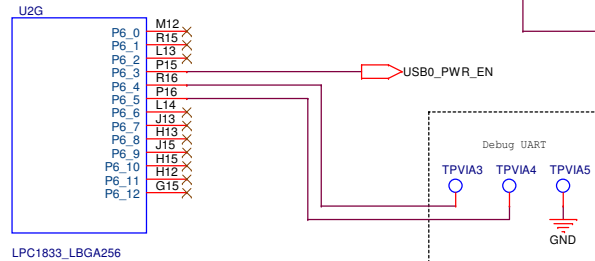 U2G
P6_0 M12
P6_1 R15
P6_2 L13
P6_3 P15
P6_4 R16
P6_5 P16
P6_6 L14
P6_7 J13
P6_8 H13
P6_9 J15
P6_10 H15
P6_11 H12
P6_12 G15
LPC1833_LBGA256
USB0_PWR_EN
Debug UART
TPVIA3 TPVIA4 TPVIA5
GND